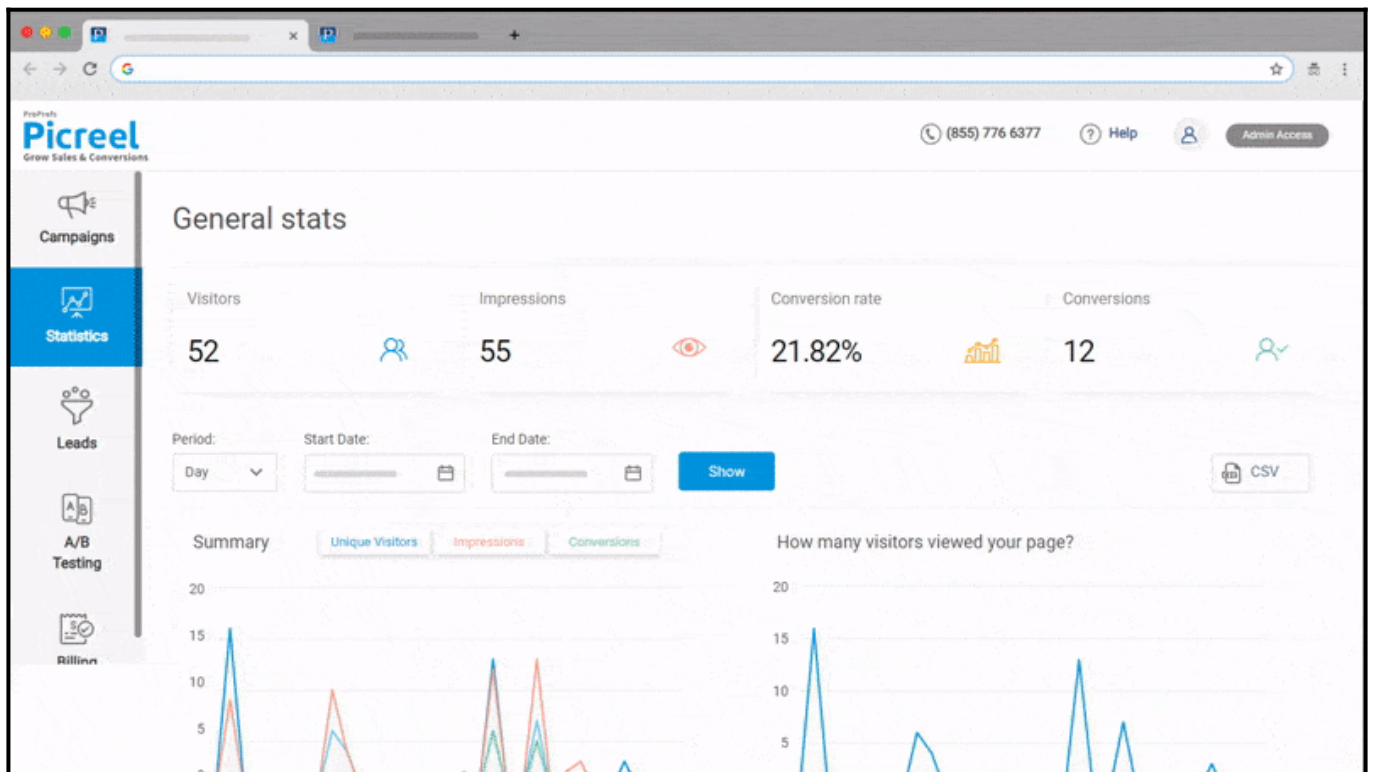 ProProfs
Picreel
Grow Sales & Conversions
(855) 776 6377
Help
Admin Access
Campaigns
Statistics
Leads
A/B
Testing
Billing
General stats
Visitors
52
Impressions
55
Conversion rate
21.82%
Conversions
12
Period:
Day
Start Date:
End Date:
Show
CSV
Summary
Unique Visitors
Impressions
Conversions
20
15
10
5
How many visitors viewed your page?
20
15
10
5